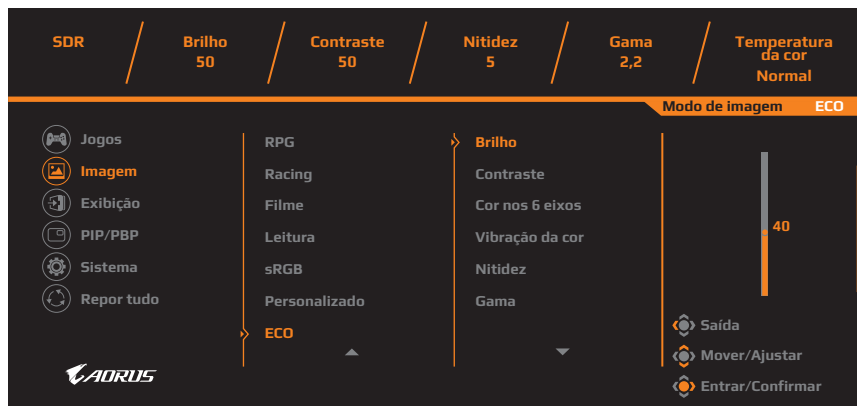 SDR
Brilho
50
Contraste
50
Nitidez
5
Gama
2,2
Temperatura
da cor
Normal
Modo de imagem ECO
Jogos
Imagem
Exibição
PIP/PBP
Sistema
Repor tudo
RPG
Racing
Filme
Leitura
sRGB
Personalizado
ECO
Brilho
Contraste
Cor nos 6 eixos
Vibração da cor
Nitidez
Gama
40
Saída
Mover/Ajustar
Entrar/Confirmar
AORUS